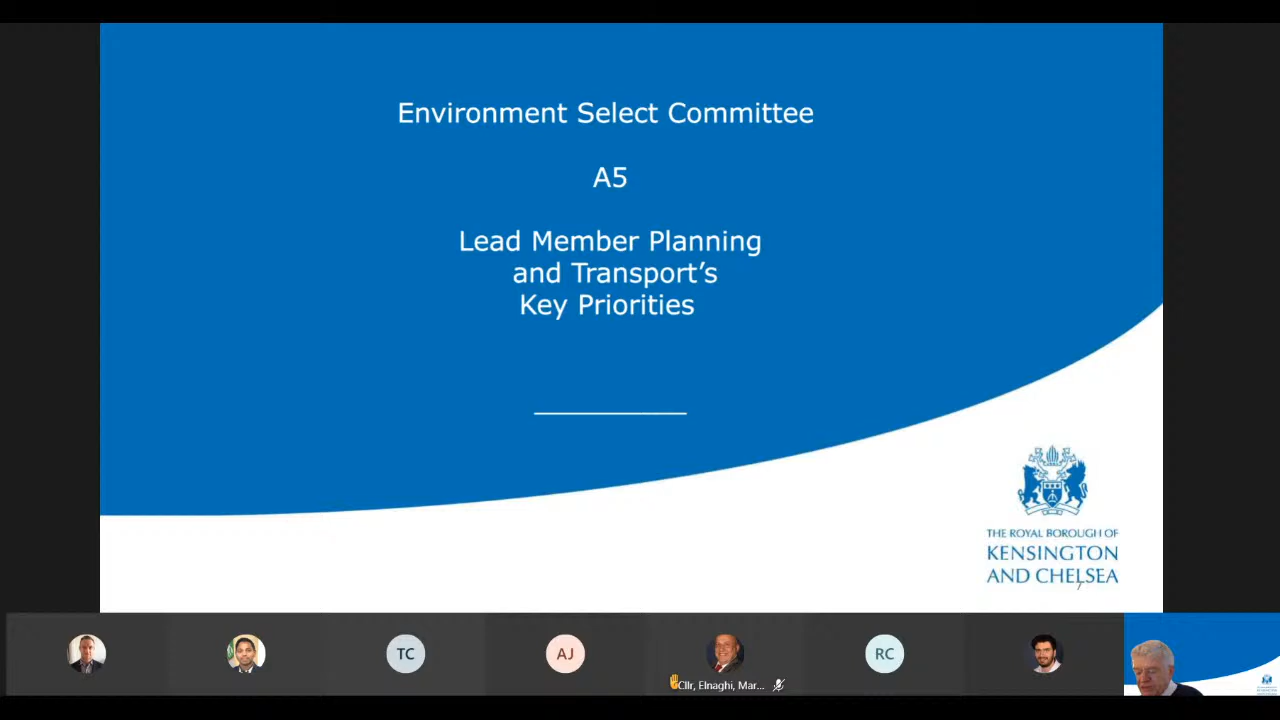 Environment Select Committee
A5
Lead Member Planning
and Transport's
Key Priorities
THE ROYAL BOROUGH OF
KENSINGTON
AND CHELSEA
7
TC
AJ
Cllr, Elnaghi, Mar...
RC